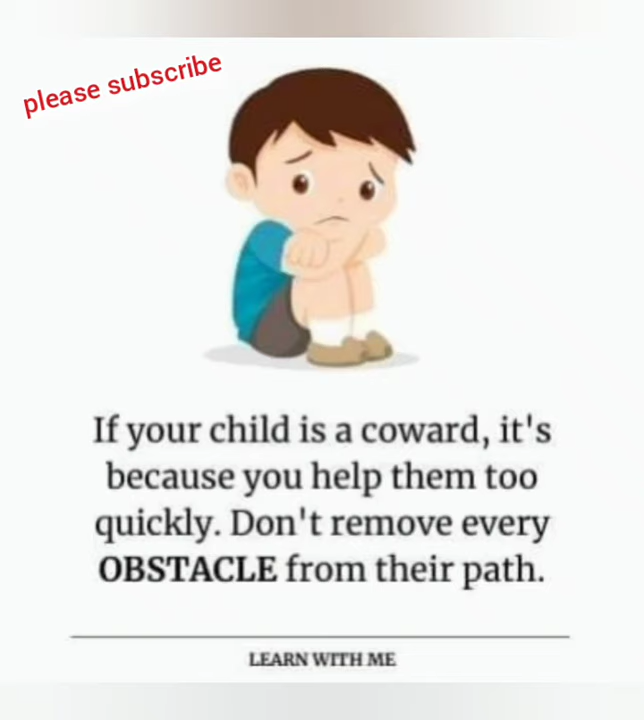 please subscribe
If your child is a coward, it's
because you help them too
quickly. Don't remove every
OBSTACLE from their path.
LEARN WITH ME